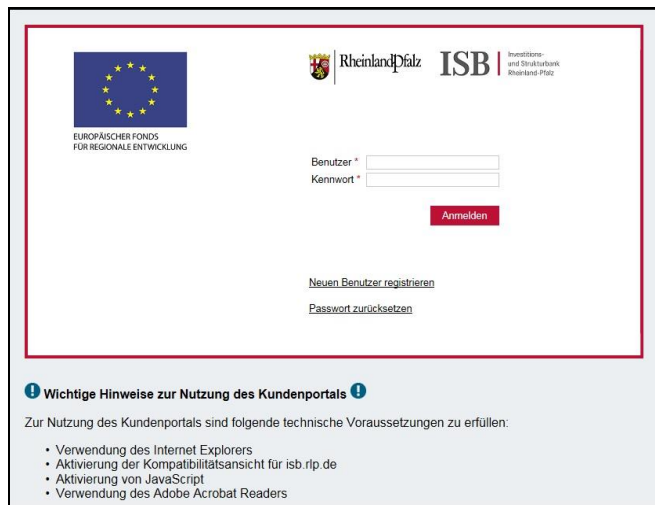 EUROPÄISCHER FONDS
FÜR REGIONALE ENTWICKLUNG
RheinlandPfalz
ISB
Investitions-
und Strukturbank
Rheinland-Pfalz
Benutzer *
Kennwort *
Anmelden
Neuen Benutzer registrieren
Passwort zurücksetzen
Wichtige Hinweise zur Nutzung des Kundenportals
Zur Nutzung des Kundenportals sind folgende technische Voraussetzungen zu erfüllen:
• Verwendung des Internet Explorers
• Aktivierung der Kompatibilitätsansicht für isb.rlp.de
• Aktivierung von JavaScript
• Verwendung des Adobe Acrobat Readers